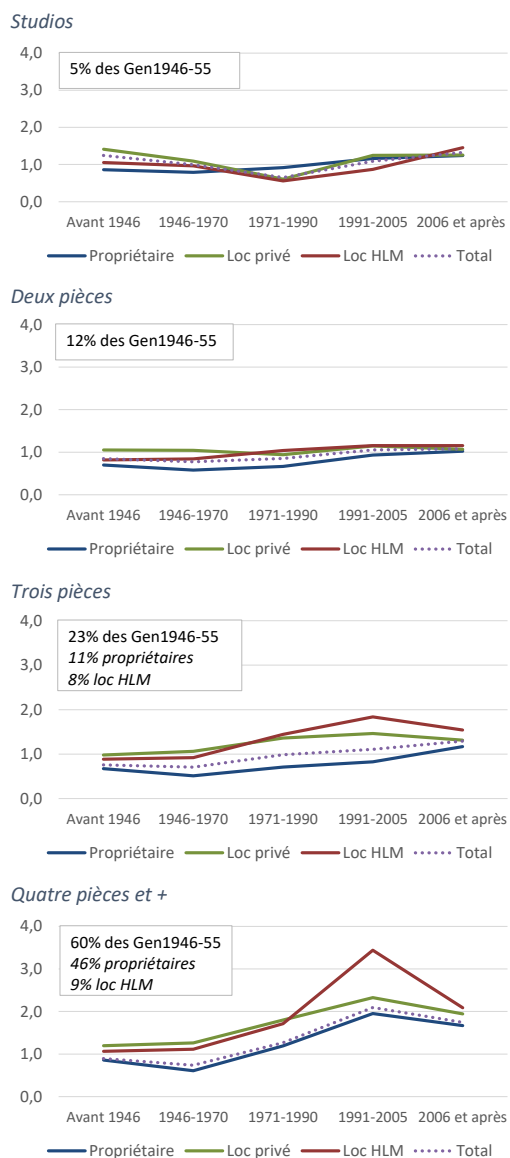 Studios
4,0
5% des Gen1946-55
3,0
2,0
1,0
0,0
Avant 1946 1946-1970 1971-1990 1991-2005 2006 et après
Propriétaire Loc privé Loc HLM Total
Deux pièces
4,0
12% des Gen1946-55
3,0
2,0
1,0
0,0
Avant 1946 1946-1970 1971-1990 1991-2005 2006 et après
Propriétaire Loc privé Loc HLM Total
Trois pièces
4,0
23% des Gen1946-55
11% propriétaires
3,0
8% loc HLM
2,0
1,0
0,0
Avant 1946 1946-1970 1971-1990 1991-2005 2006 et après
Propriétaire Loc privé Loc HLM Total
Quatre pièces et +
4,0
60% des Gen1946-55
46% propriétaires
3,0
9% loc HLM
2,0
1,0
0,0
Avant 1946 1946-1970 1971-1990 1991-2005 2006 et après
Propriétaire Loc privé Loc HLM Total